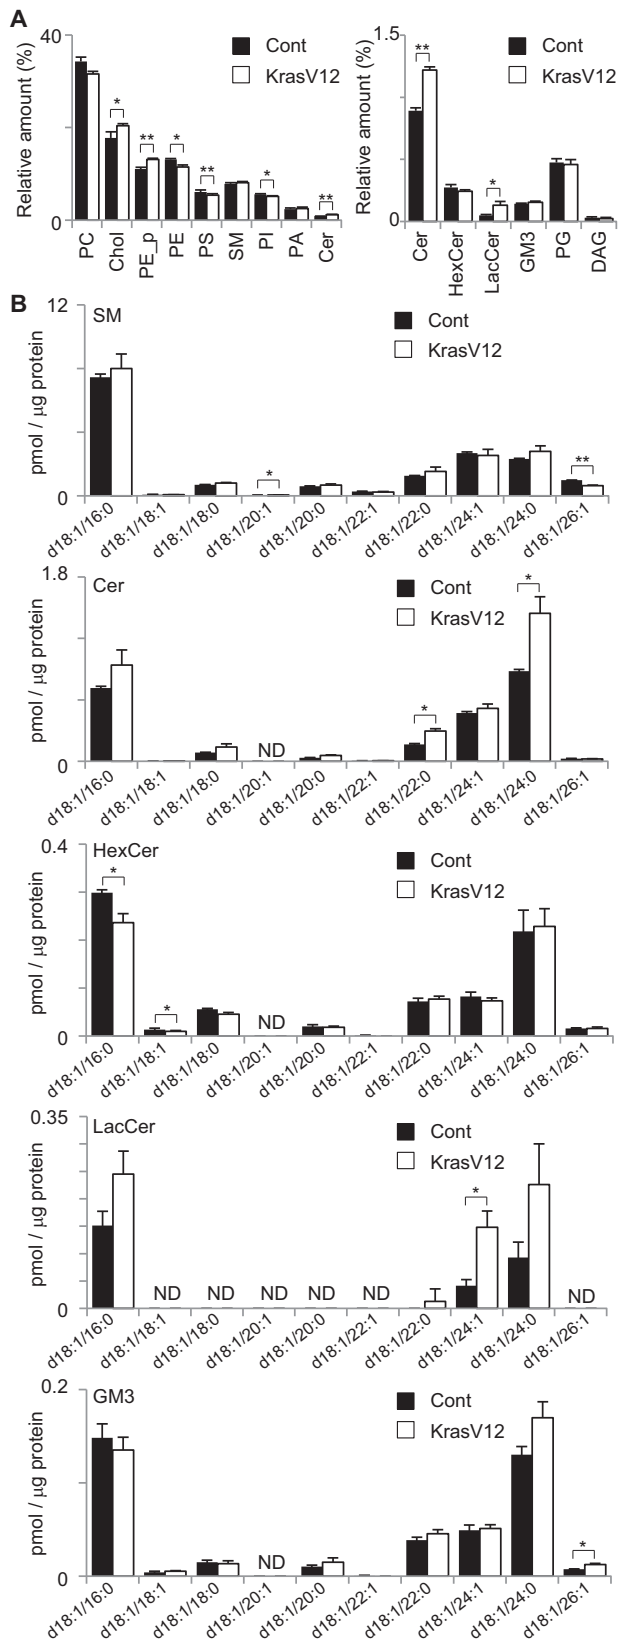 A
40
Relative amount (%)
0
Cont
KrasV12
*
**
*
**
*
**
PC
Chol
PE_p
PE
PS
SM
PI
PA
Cer
1.5
Relative amount (%)
0
Cont
KrasV12
**
*
Cer
HexCer
LacCer
GM3
PG
DAG
B
12
SM
pmol / μg protein
0
Cont
KrasV12
*
**
d18:1/16:0
d18:1/18:1
d18:1/18:0
d18:1/20:1
d18:1/20:0
d18:1/22:1
d18:1/22:0
d18:1/24:1
d18:1/24:0
d18:1/26:1
1.8
Cer
pmol / μg protein
0
Cont
KrasV12
ND
*
*
d18:1/16:0
d18:1/18:1
d18:1/18:0
d18:1/20:1
d18:1/20:0
d18:1/22:1
d18:1/22:0
d18:1/24:1
d18:1/24:0
d18:1/26:1
0.4
HexCer
pmol / μg protein
0
Cont
KrasV12
*
*
ND
d18:1/16:0
d18:1/18:1
d18:1/18:0
d18:1/20:1
d18:1/20:0
d18:1/22:1
d18:1/22:0
d18:1/24:1
d18:1/24:0
d18:1/26:1
0.35
LacCer
pmol / μg protein
0
Cont
KrasV12
ND
ND
ND
ND
ND
*
ND
d18:1/16:0
d18:1/18:1
d18:1/18:0
d18:1/20:1
d18:1/20:0
d18:1/22:1
d18:1/22:0
d18:1/24:1
d18:1/24:0
d18:1/26:1
0.2
GM3
pmol / μg protein
0
Cont
KrasV12
ND
*
d18:1/16:0
d18:1/18:1
d18:1/18:0
d18:1/20:1
d18:1/20:0
d18:1/22:1
d18:1/22:0
d18:1/24:1
d18:1/24:0
d18:1/26:1